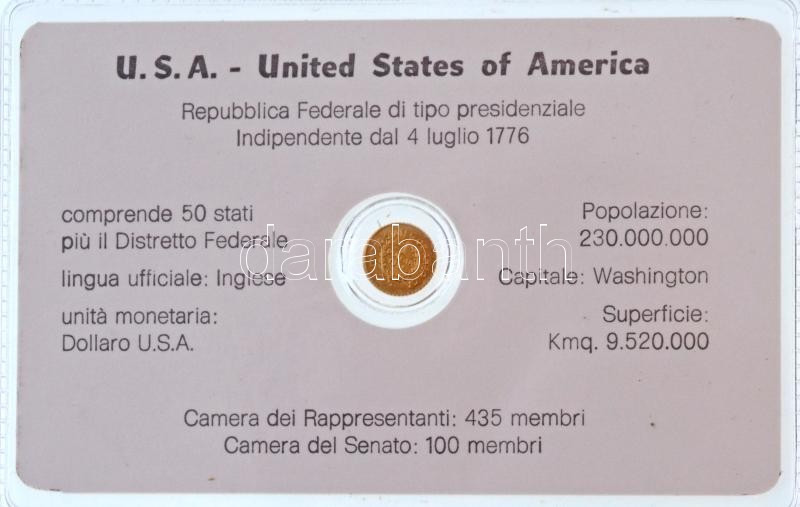 U.S.A. - United States of America
Repubblica Federale di tipo presidenziale
Indipendente dal 4 luglio 1776
comprende 50 stati
più il Distretto Federale
lingua ufficiale: Inglese
unità monetaria:
Dollaro U.S.A.
Popolazione:
230.000.000
Capitale: Washington
Superficie:
Kmq. 9.520.000
darabanth
Camera dei Rappresentanti: 435 membri
Camera del Senato: 100 membri